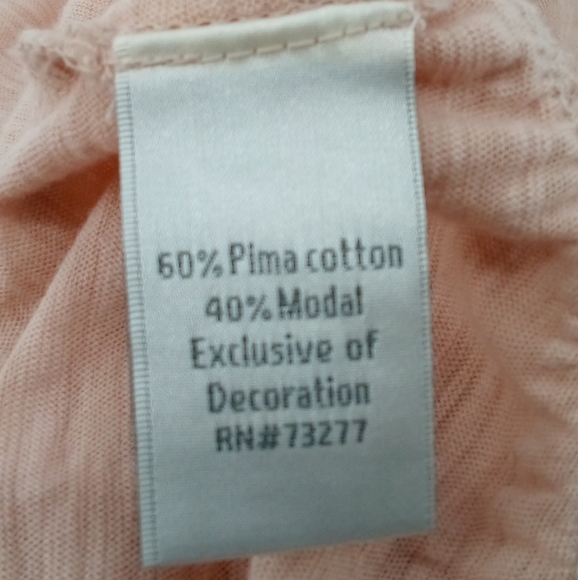 60% Pima cotton
40% Modal
Exclusive of
Decoration
RN#73277